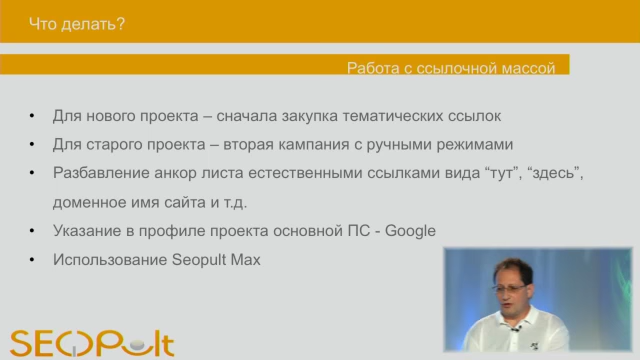 Что делать?
Работа с ссылочной массой
• Для нового проекта – сначала закупка тематических ссылок
• Для старого проекта – вторая кампания с ручными режимами
• Разбавление анкор листа естественными ссылками вида “тут”, “здесь”,
доменное имя сайта и т.д.
• Указание в профиле проекта основной ПС - Google
• Использование Seopult Max
SEOPult